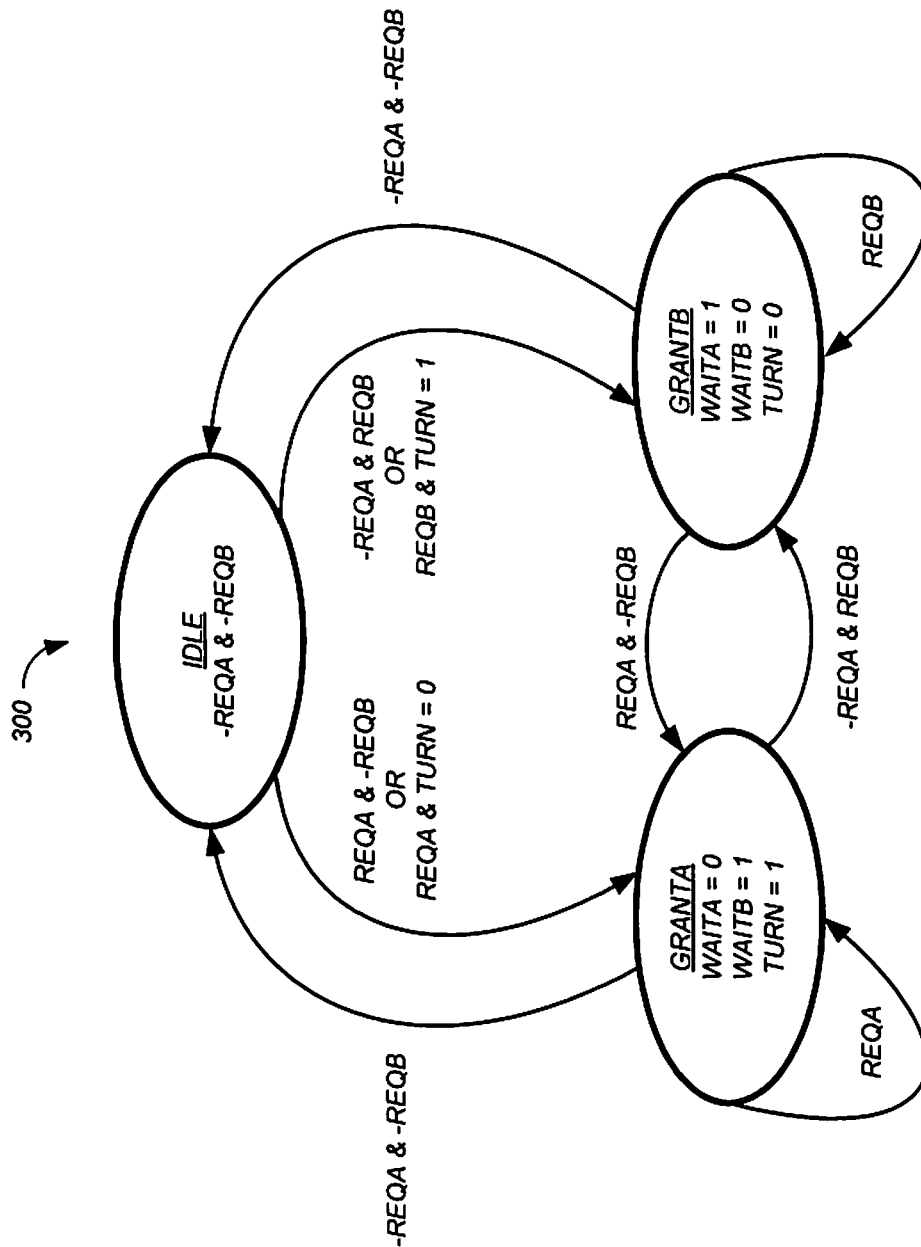 300
IDLE
-REQA & -REQB
-REQA & -REQB
REQA & -REQB
OR
REQA & TURN = 0
-REQA & REQB
OR
REQB & TURN = 1
-REQA & -REQB
REQA & -REQB
GRANTA
WAITA = 0
WAITB = 1
TURN = 1
GRANTB
WAITA = 1
WAITB = 0
TURN = 0
-REQA & REQB
REQA
REQB